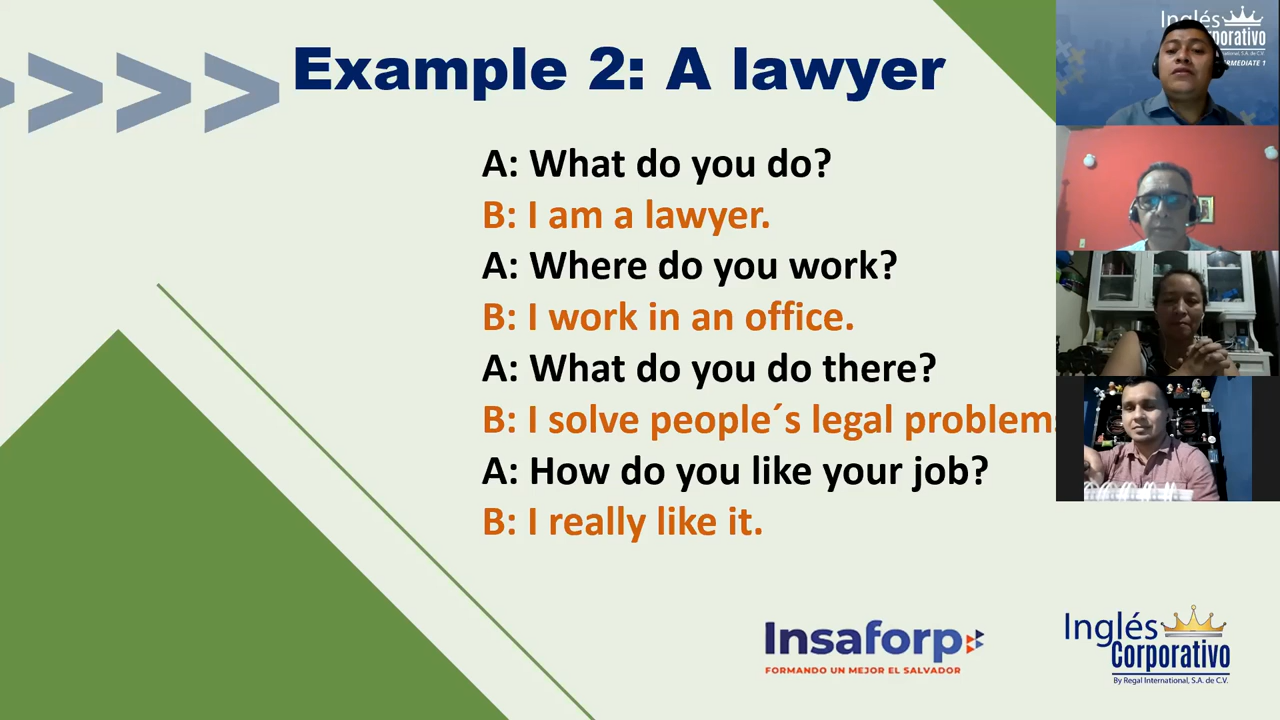 Example 2: A lawyer
A: What do you do?
B: I am a lawyer.
A: Where do you work?
B: I work in an office.
A: What do you do there?
B: I solve people´s legal problem
A: How do you like your job?
B: I really like it.
Insaforp
FORMANDO UN MEJOR EL SALVADOR
Inglés
Corporativo
By Regal International, S.A. de C.V.
Inglés